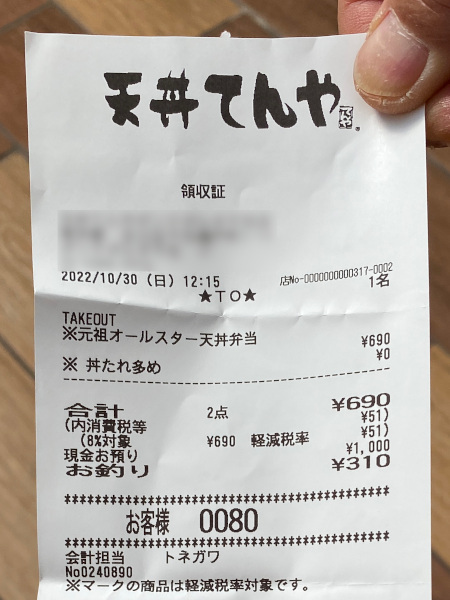 天丼てんや
領収証
2022/10/30 (日) 12:15
店No-0000000000317-0002
1名
★TO★
TAKEOUT
※元祖オールスター天丼弁当 ¥690
¥0
※ 丼たれ多め
合計 2点 ¥690
(内消費税等 ¥51)
(8%対象 ¥690 軽減税率 ¥51)
現金お預り ¥1,000
お釣り ¥310
お客様 0080
会計担当 トネガワ
No0240890
※マークの商品は軽減税率対象です。